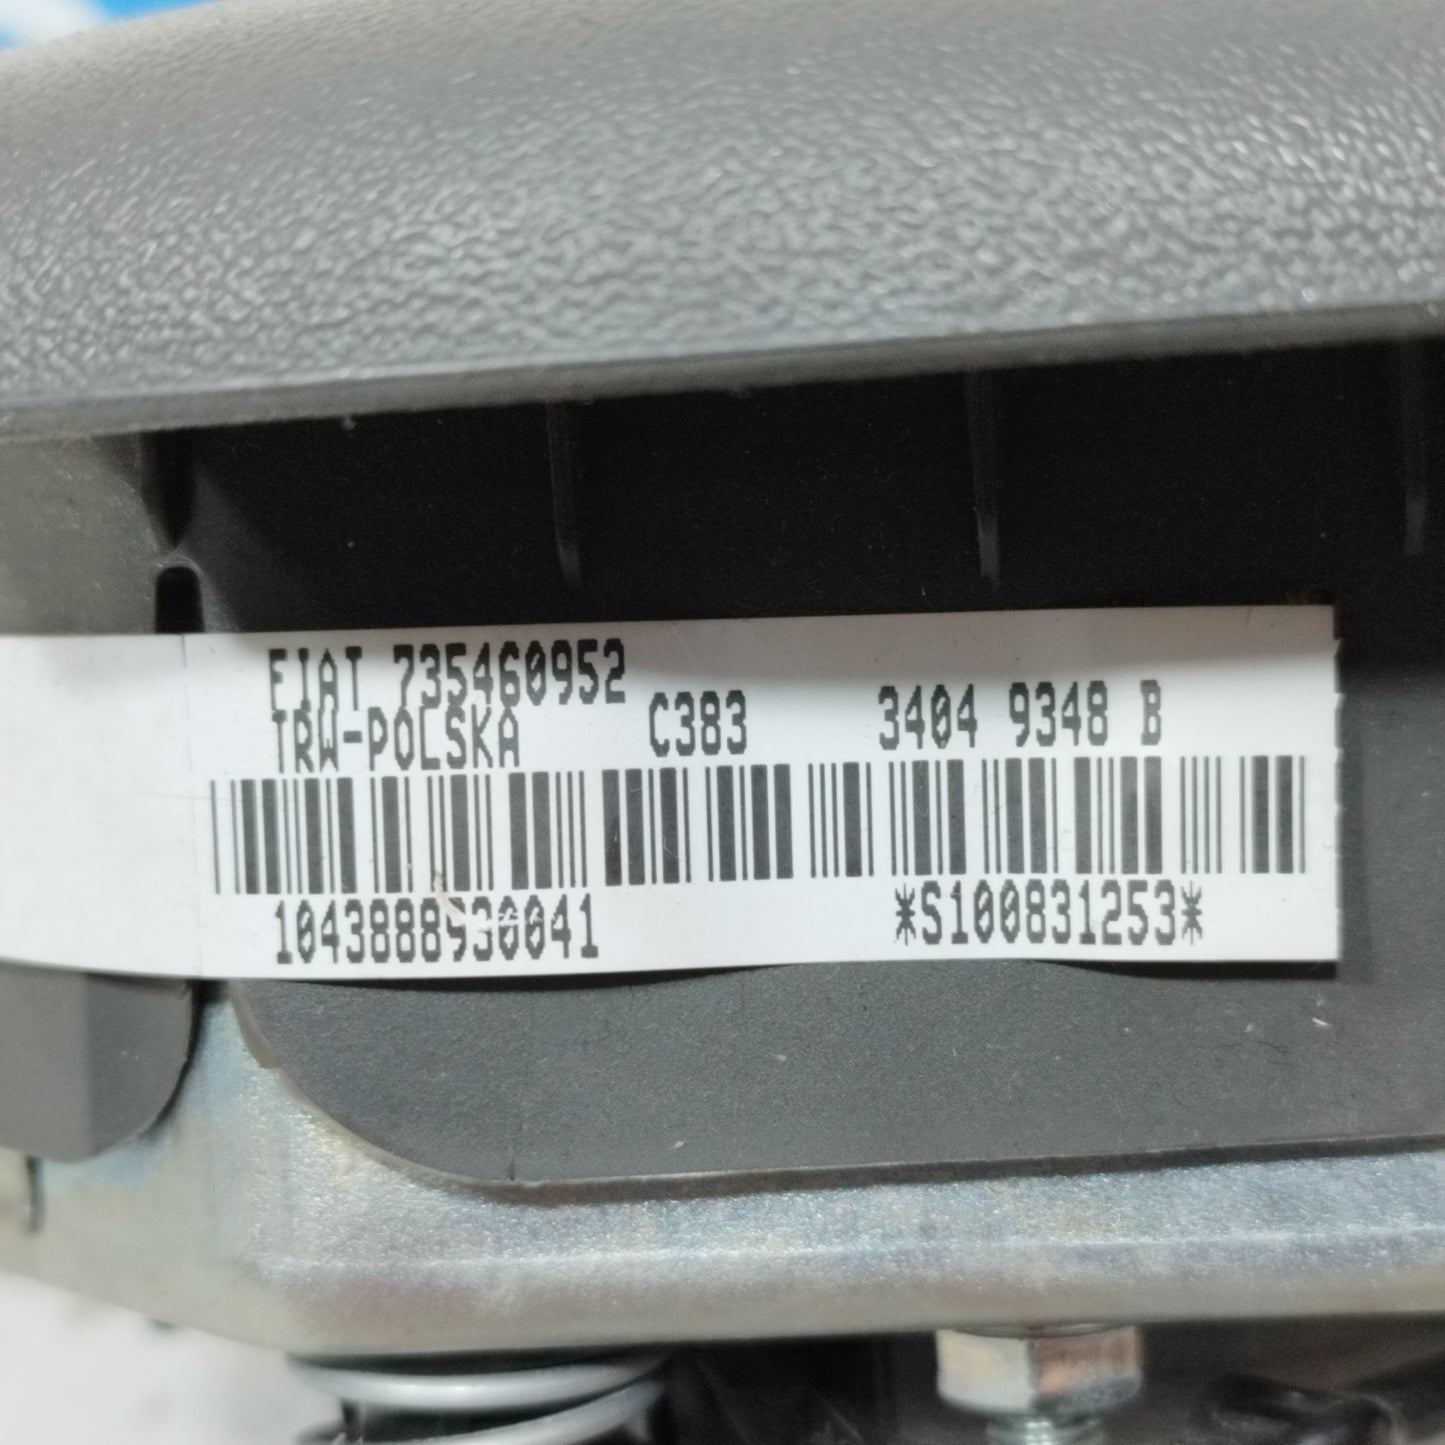 FIAT 735460952
TRW-POLSKA C383 3404 9348 B
1043888930041 *S100831253*